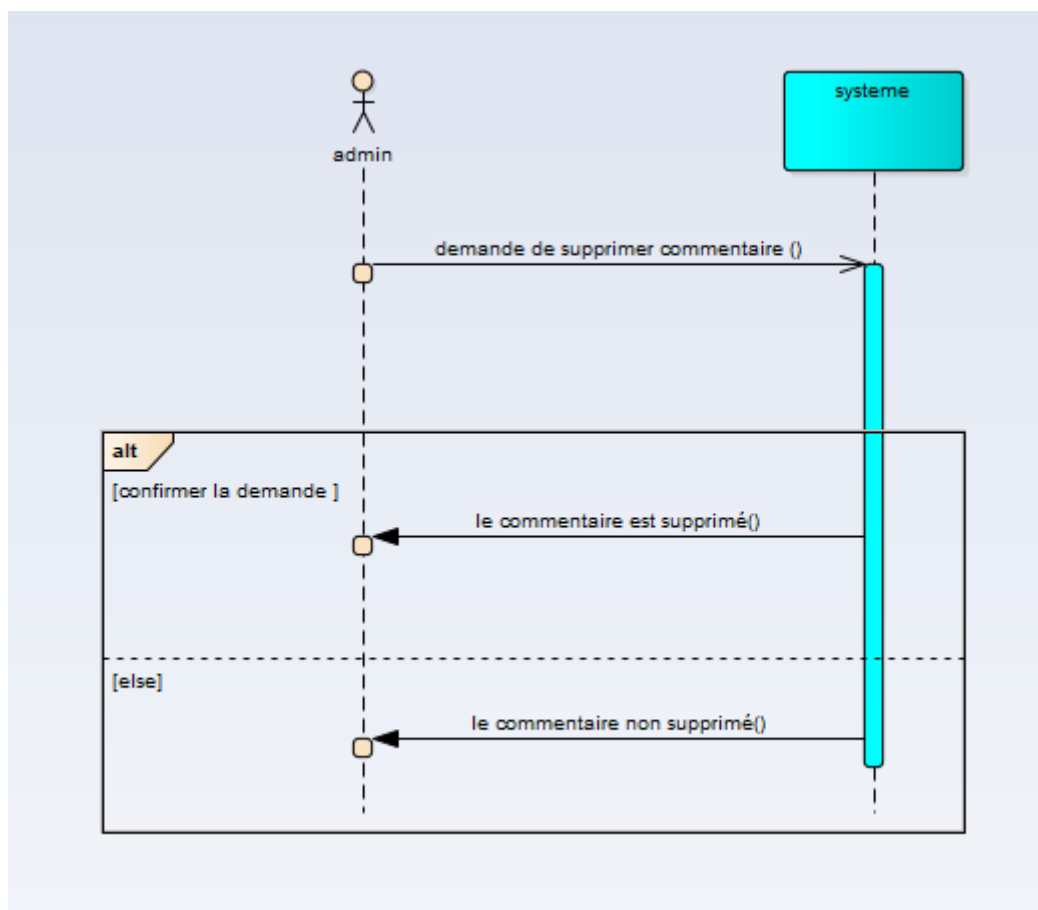 systeme
admin
demande de supprimer commentaire ()
alt
[confirmer la demande ]
le commentaire est supprimé()
[else]
le commentaire non supprimé()